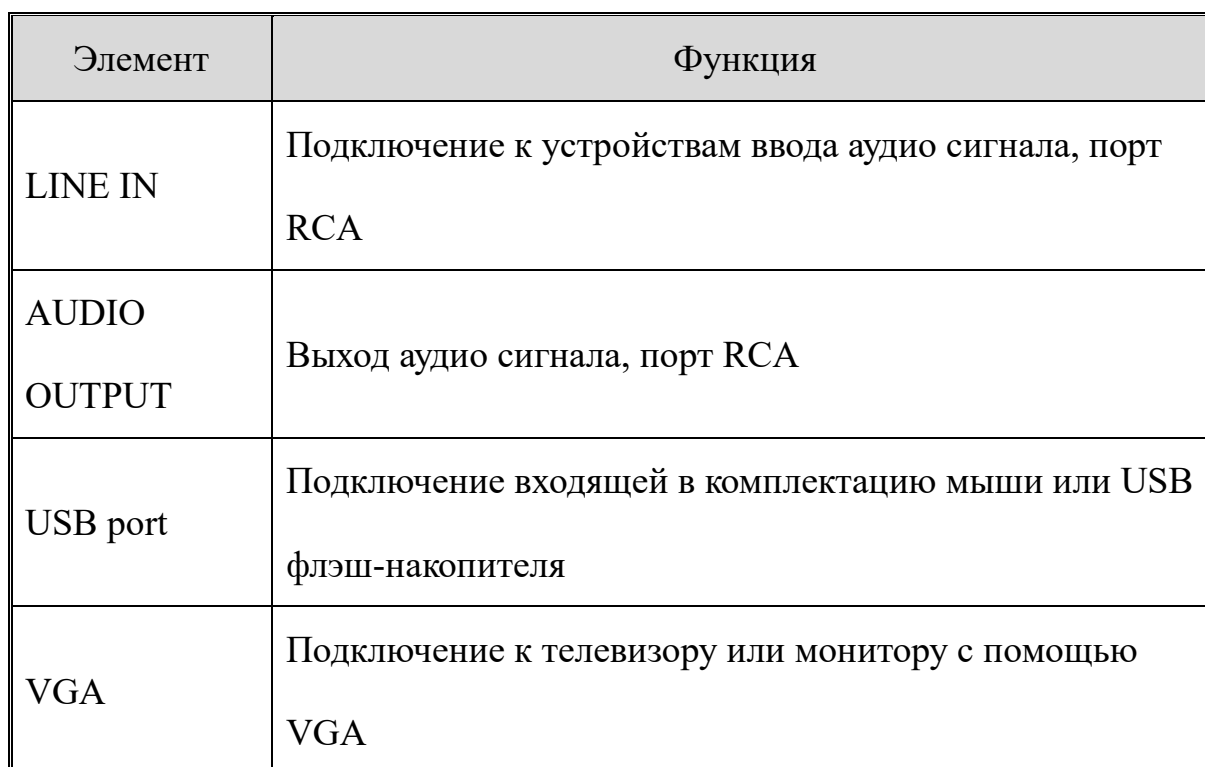 Элемент
Функция
LINE IN
Подключение к устройствам ввода аудио сигнала, порт
RCA
AUDIO
OUTPUT
Выход аудио сигнала, порт RCA
USB port
Подключение входящей в комплектацию мыши или USB
флэш-накопителя
VGA
Подключение к телевизору или монитору с помощью
VGA